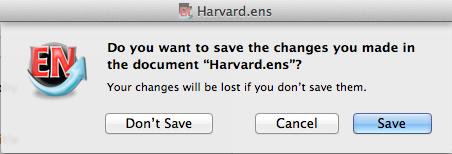 Harvard.ens
EN
Do you want to save the changes you made in
the document “Harvard.ens”?
Your changes will be lost if you don’t save them.
Don’t Save
Cancel
Save